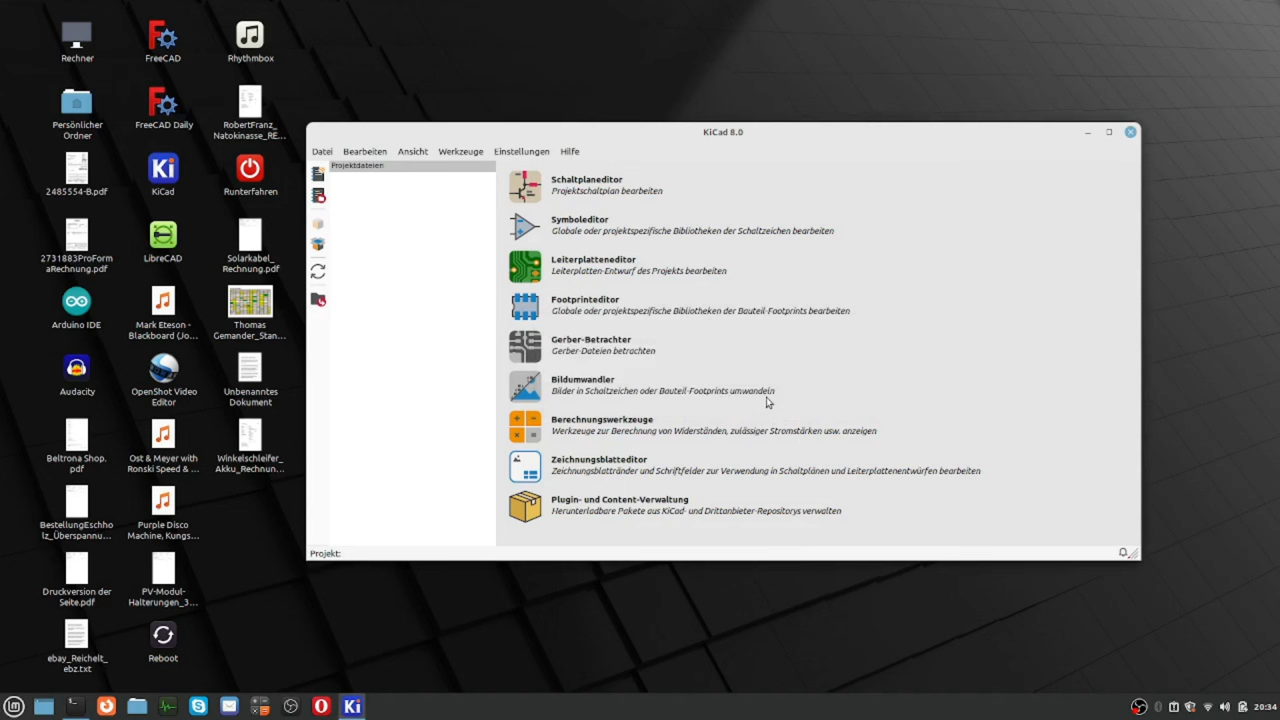 Rechner
FreeCAD
Rhythmbox
Persönlicher
Ordner
FreeCAD Daily
RobertFranz_
Natokinasse_RE...
2485554-B.pdf
KiCad
Runterfahren
2731883ProForm
maRechnung.pdf
LibreCAD
Solarkabel_
Rechnung.pdf
Arduino IDE
Mark Eteson -
Blackboard (Jo...
Thomas
Gemander_Stan...
Audacity
OpenShot Video
Editor
Unbenanntes
Dokument
Beltrona Shop.
pdf
Ost & Meyer with
Ronski Speed & ...
Winkelschleifer_
Akku_Rechnun...
BestellungEschho
lz_Überspannu...
Purple Disco
Machine, Kungs...
Druckversion der
Seite.pdf
PV-Modul-
Halterungen_3...
ebay_Reichelt_
ebz.txt
Reboot
KiCad 8.0
Datei Bearbeiten Ansicht Werkzeuge Einstellungen Hilfe
Projektdateien
Schaltplaneditor
Projektschaltplan bearbeiten
Symboleditor
Globale oder projektspezifische Bibliotheken der Schaltzeichen bearbeiten
Leiterplatteneditor
Leiterplatten-Entwurf des Projekts bearbeiten
Footprinteditor
Globale oder projektspezifische Bibliotheken der Bauteil-Footprints bearbeiten
Gerber-Betrachter
Gerber-Dateien betrachten
Bildumwandler
Bilder in Schaltzeichen oder Bauteil-Footprints umwandeln
Berechnungswerkzeuge
Werkzeuge zur Berechnung von Widerständen, zulässiger Stromstärken usw. anzeigen
Zeichnungsblatteditor
Zeichnungsblattränder und Schriftfelder zur Verwendung in Schaltplänen und Leiterplattenentwürfen bearbeiten
Plugin- und Content-Verwaltung
Herunterladbare Pakete aus KiCad- und Drittanbieter-Repositorys verwalten
Projekt:
20:34